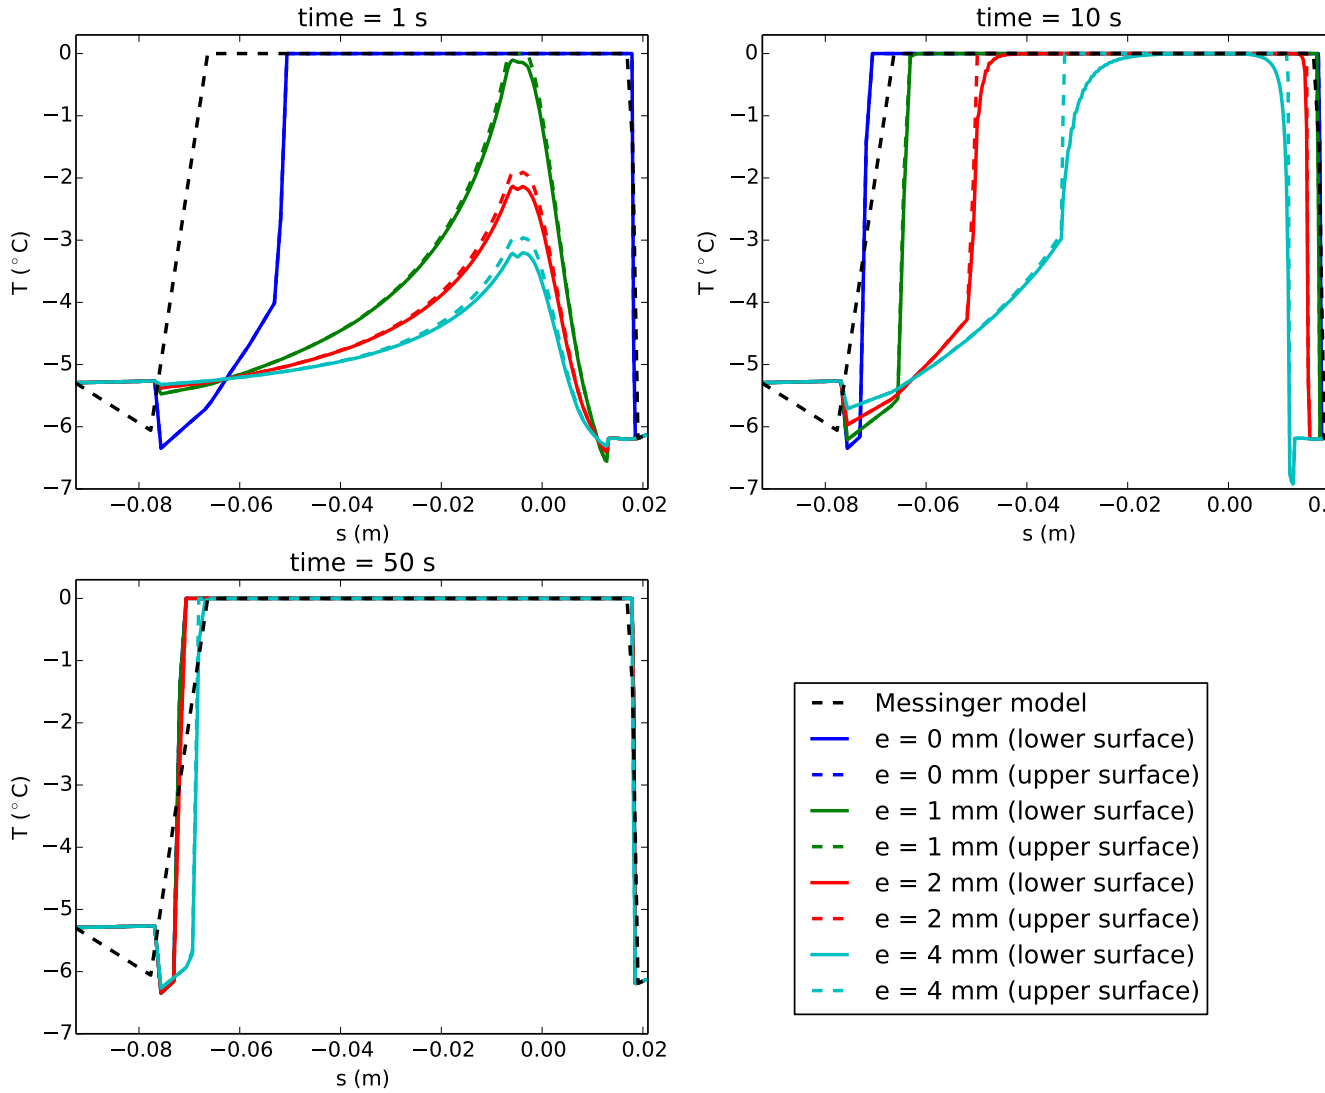 time = 1 s
time = 10 s
0
−1
−2
−3
−4
−5
−6
−7
T (°C)
−0.08 −0.06 −0.04 −0.02 0.00 0.02
s (m)
0
−1
−2
−3
−4
−5
−6
−7
T (°C)
−0.08 −0.06 −0.04 −0.02 0.00
s (m)
time = 50 s
0
−1
−2
−3
−4
−5
−6
−7
T (°C)
−0.08 −0.06 −0.04 −0.02 0.00 0.02
s (m)
Messinger model
e = 0 mm (lower surface)
e = 0 mm (upper surface)
e = 1 mm (lower surface)
e = 1 mm (upper surface)
e = 2 mm (lower surface)
e = 2 mm (upper surface)
e = 4 mm (lower surface)
e = 4 mm (upper surface)